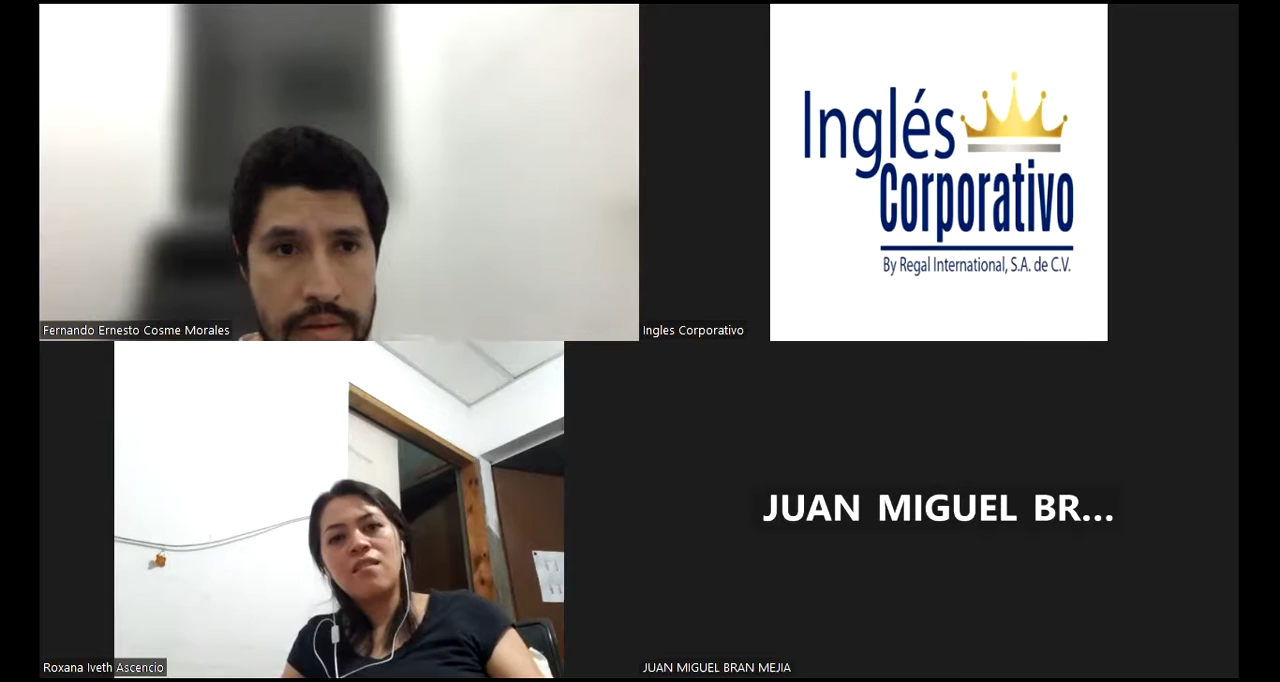 Fernando Ernesto Cosme Morales
Inglés
Corporativo
By Regal International, S.A. de C.V.
Ingles Corporativo
Roxana Iveth Ascencio
JUAN MIGUEL BR...
JUAN MIGUEL BRAN MEJIA